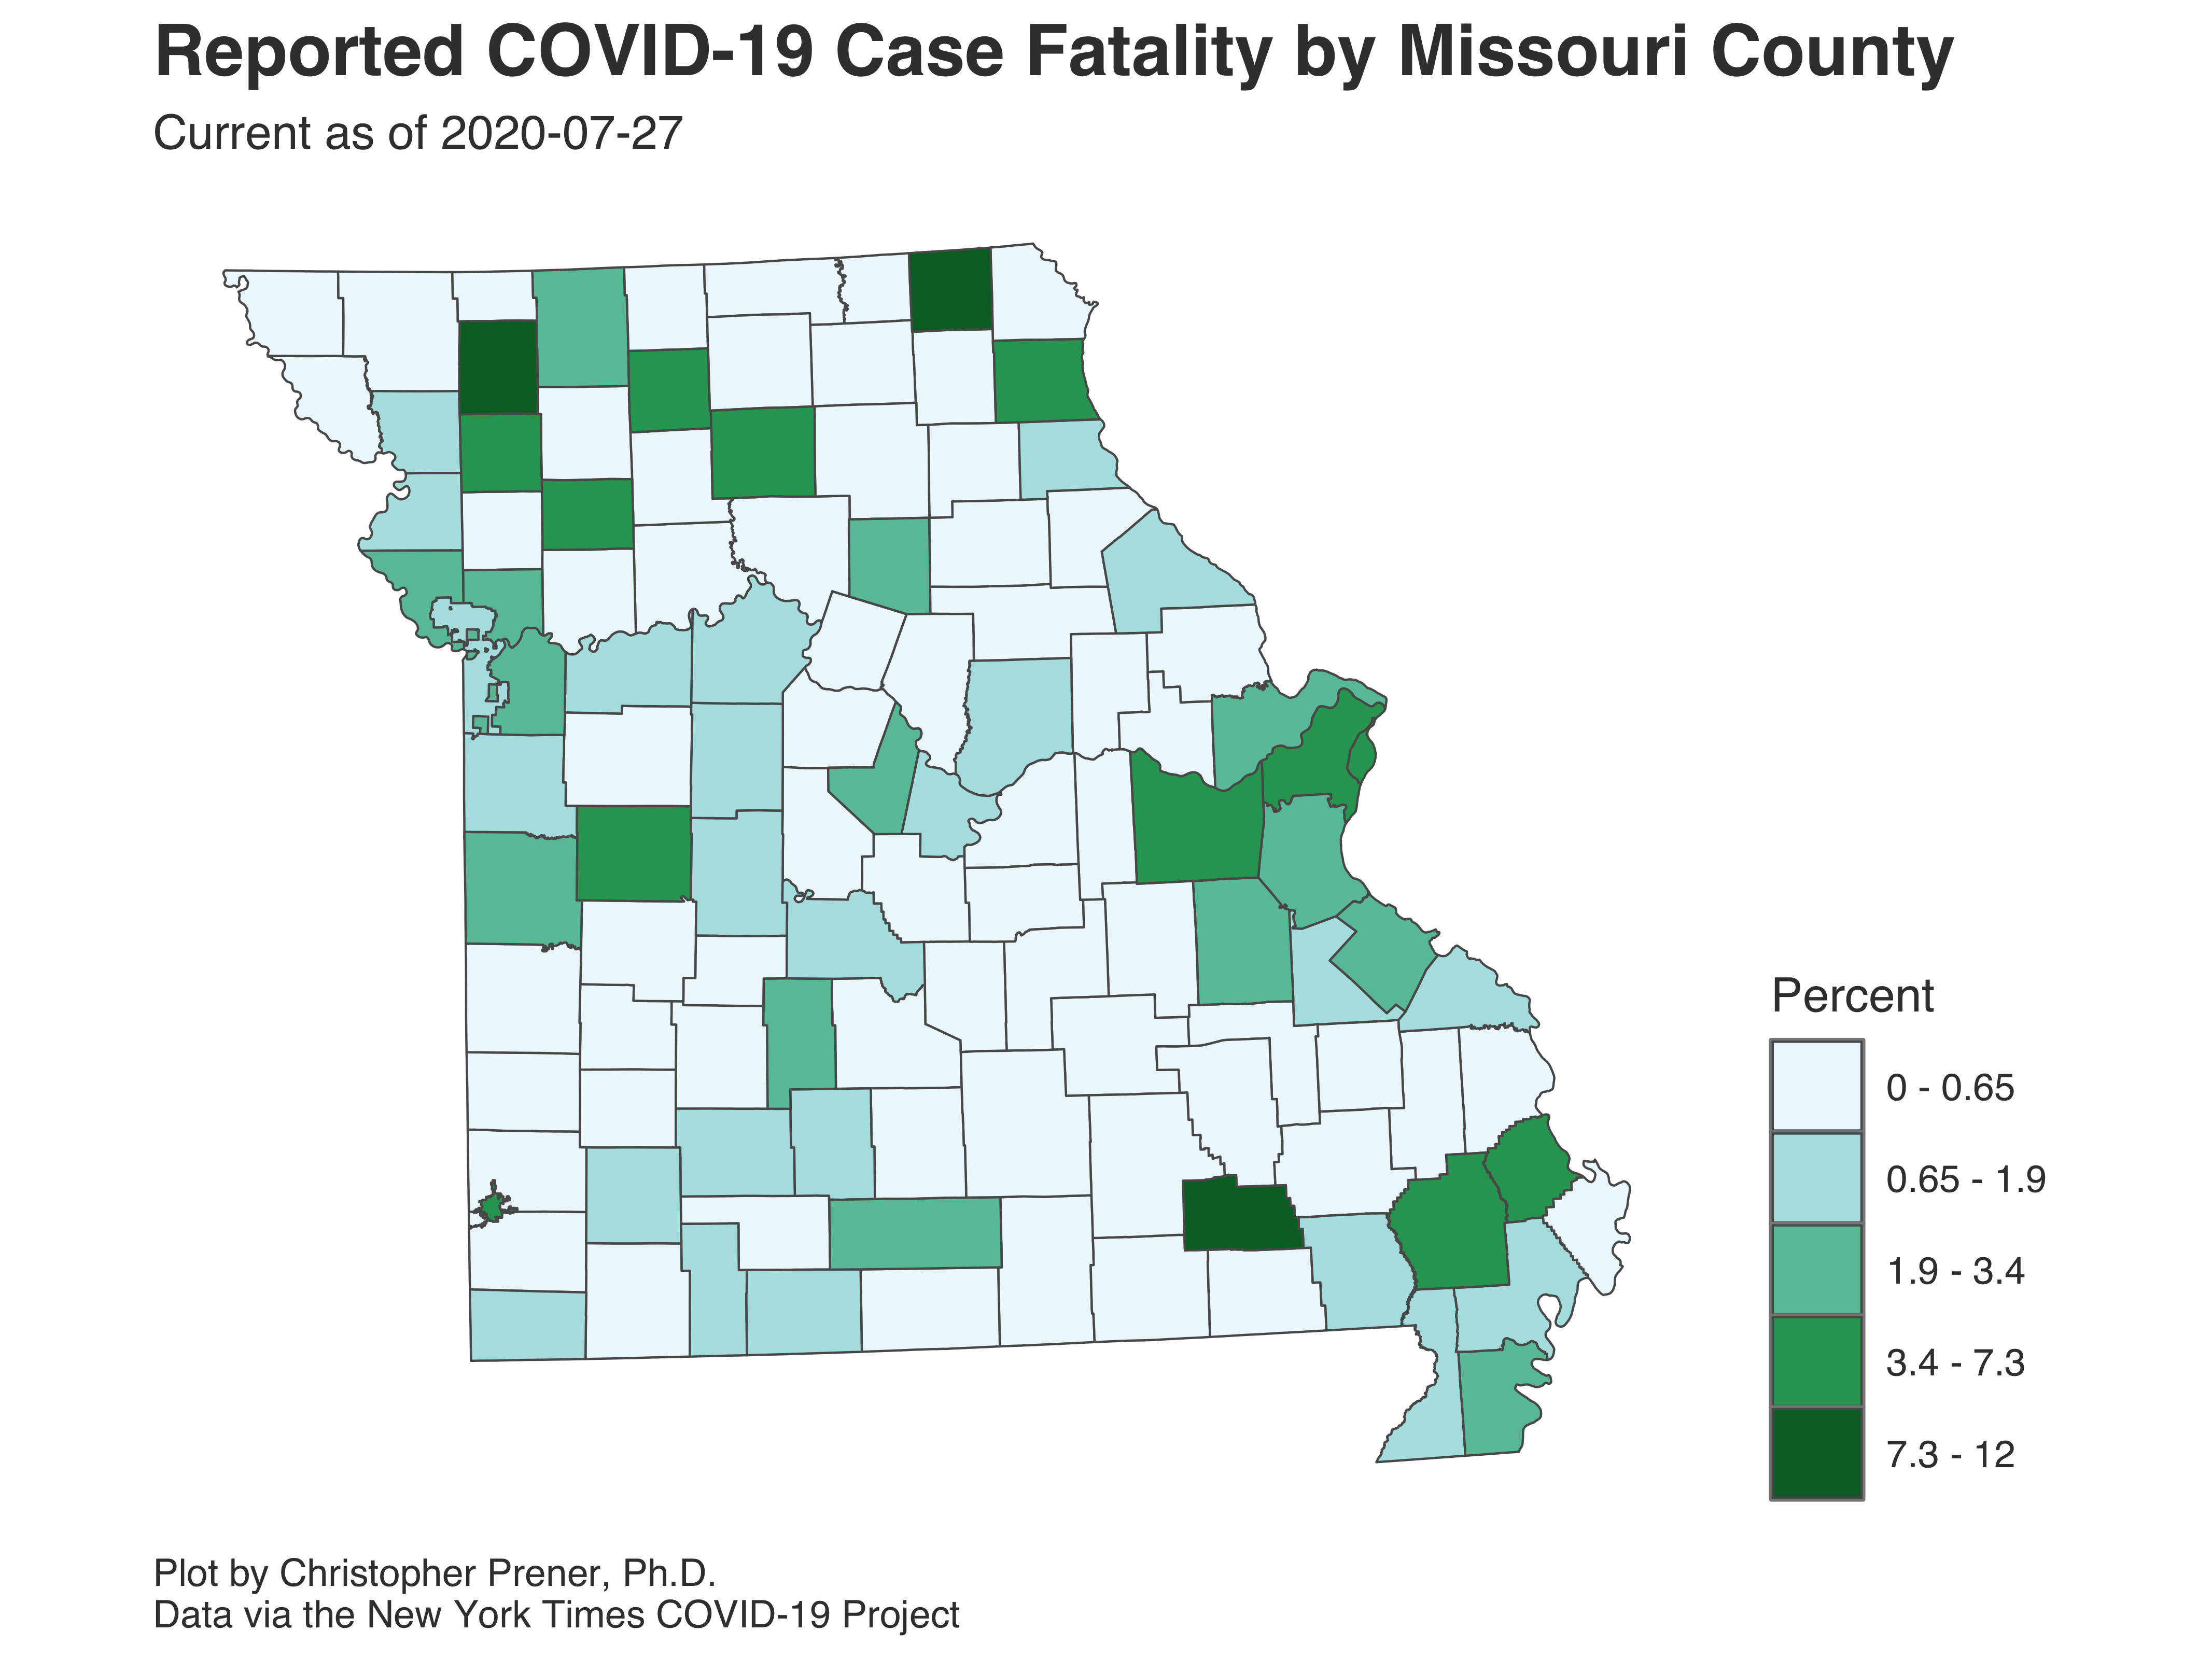 Reported COVID-19 Case Fatality by Missouri County
Current as of 2020-07-27
Percent
0 - 0.65
0.65 - 1.9
1.9 - 3.4
3.4 - 7.3
7.3 - 12
Plot by Christopher Prener, Ph.D.
Data via the New York Times COVID-19 Project